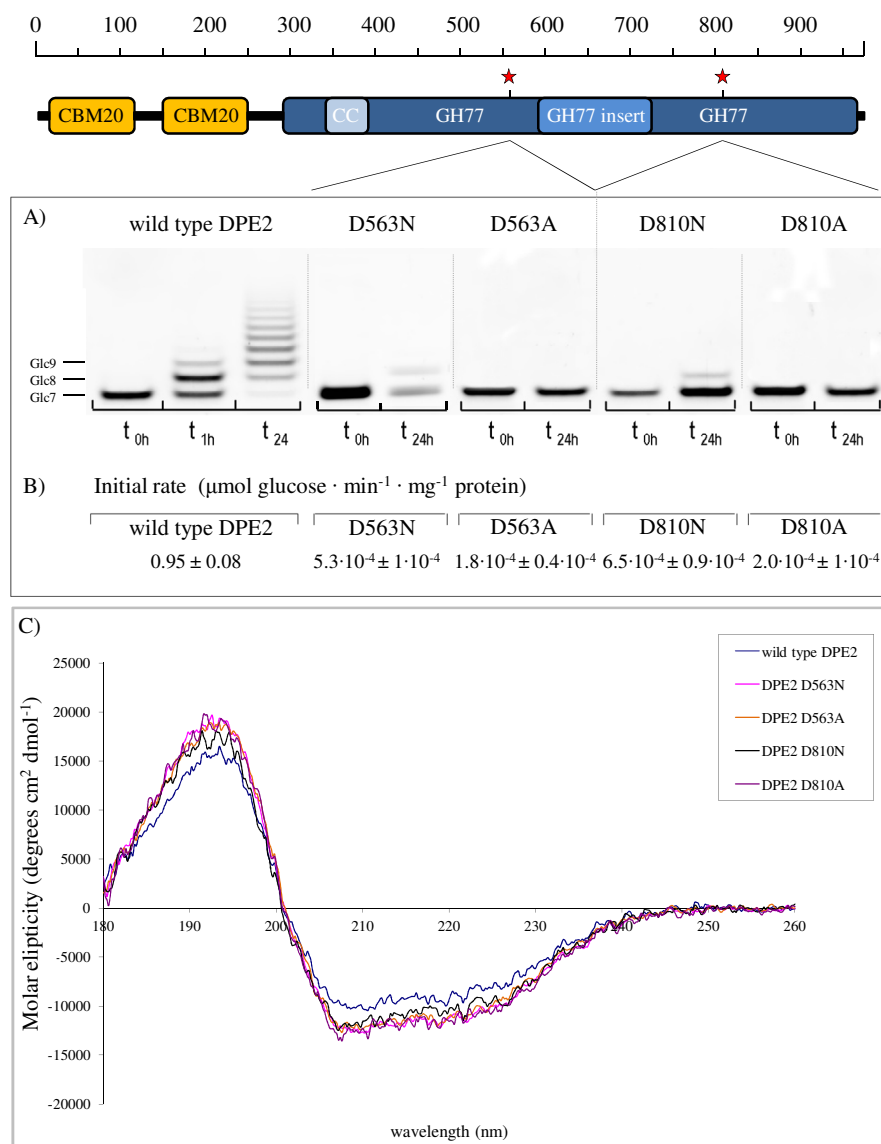 0 100 200 300 400 500 600 700 800 900
CBM20 CBM20 CC GH77 GH77 insert GH77
A)
wild type DPE2 D563N D563A D810N D810A
Glc9
Glc8
Glc7
t 0h t 1h t 24 t 0h t 24h t 0h t 24h t 0h t 24h t 0h t 24h
B) Initial rate (μmol glucose · min-1 · mg-1 protein)
wild type DPE2 D563N D563A D810N D810A
0.95 ± 0.08 5.3·10-4 ± 1·10-4 1.8·10-4 ± 0.4·10-4 6.5·10-4 ± 0.9·10-4 2.0·10-4 ± 1·10-4
C)
25000
20000
15000
10000
5000
0
-5000
-10000
-15000
-20000
180 190 200 210 220 230 240 250 260
Molar elipticity (degrees cm2 dmol-1)
wavelength (nm)
wild type DPE2
DPE2 D563N
DPE2 D563A
DPE2 D810N
DPE2 D810A